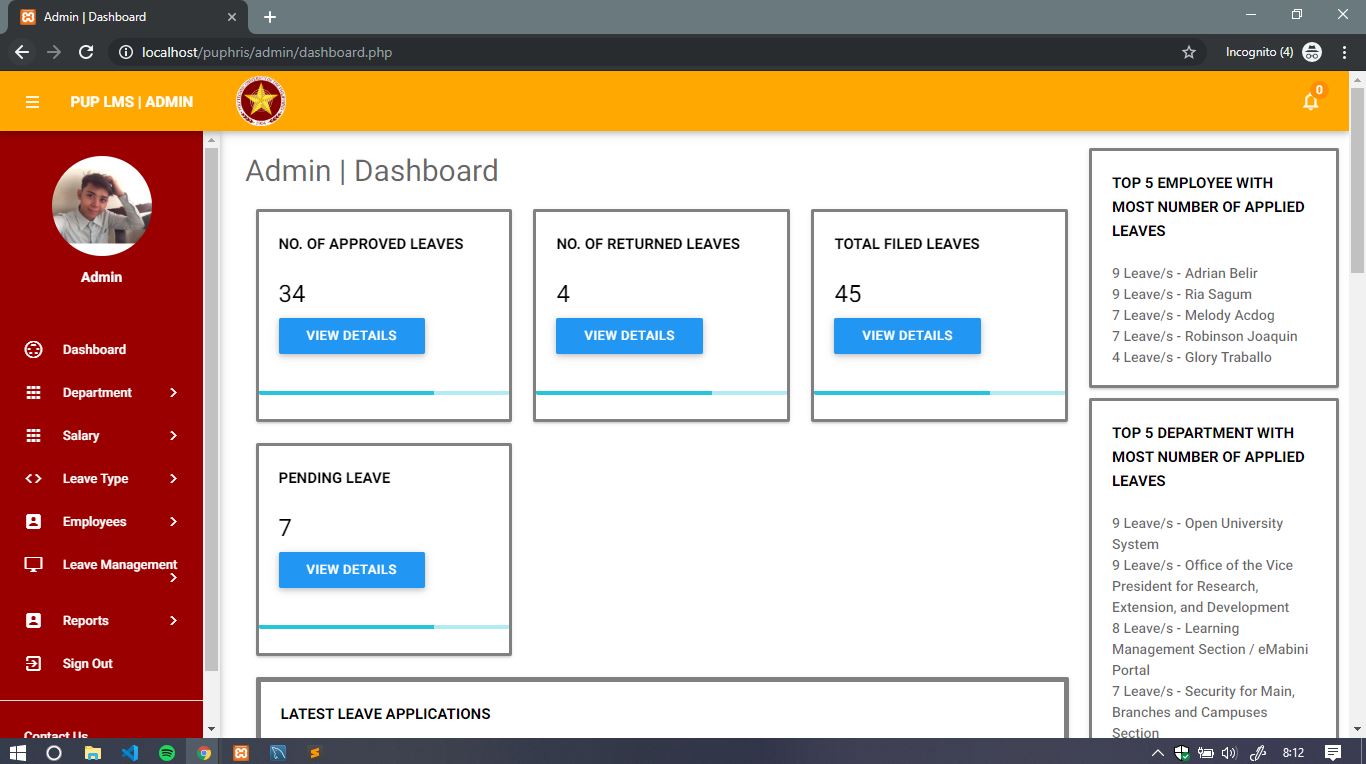 Admin | Dashboard
localhost/puphris/admin/dashboard.php
Incognito (4)
PUP LMS | ADMIN
0
Admin
Dashboard
Department
Salary
Leave Type
Employees
Leave Management
Reports
Sign Out
Contact Us
Admin | Dashboard
NO. OF APPROVED LEAVES
34
VIEW DETAILS
NO. OF RETURNED LEAVES
4
VIEW DETAILS
TOTAL FILED LEAVES
45
VIEW DETAILS
PENDING LEAVE
7
VIEW DETAILS
LATEST LEAVE APPLICATIONS
TOP 5 EMPLOYEE WITH
MOST NUMBER OF APPLIED
LEAVES
9 Leave/s - Adrian Belir
9 Leave/s - Ria Sagum
7 Leave/s - Melody Acdog
7 Leave/s - Robinson Joaquin
4 Leave/s - Glory Traballo
TOP 5 DEPARTMENT WITH
MOST NUMBER OF APPLIED
LEAVES
9 Leave/s - Open University
System
9 Leave/s - Office of the Vice
President for Research,
Extension, and Development
8 Leave/s - Learning
Management Section / eMabini
Portal
7 Leave/s - Security for Main,
Branches and Campuses
Section
8:12